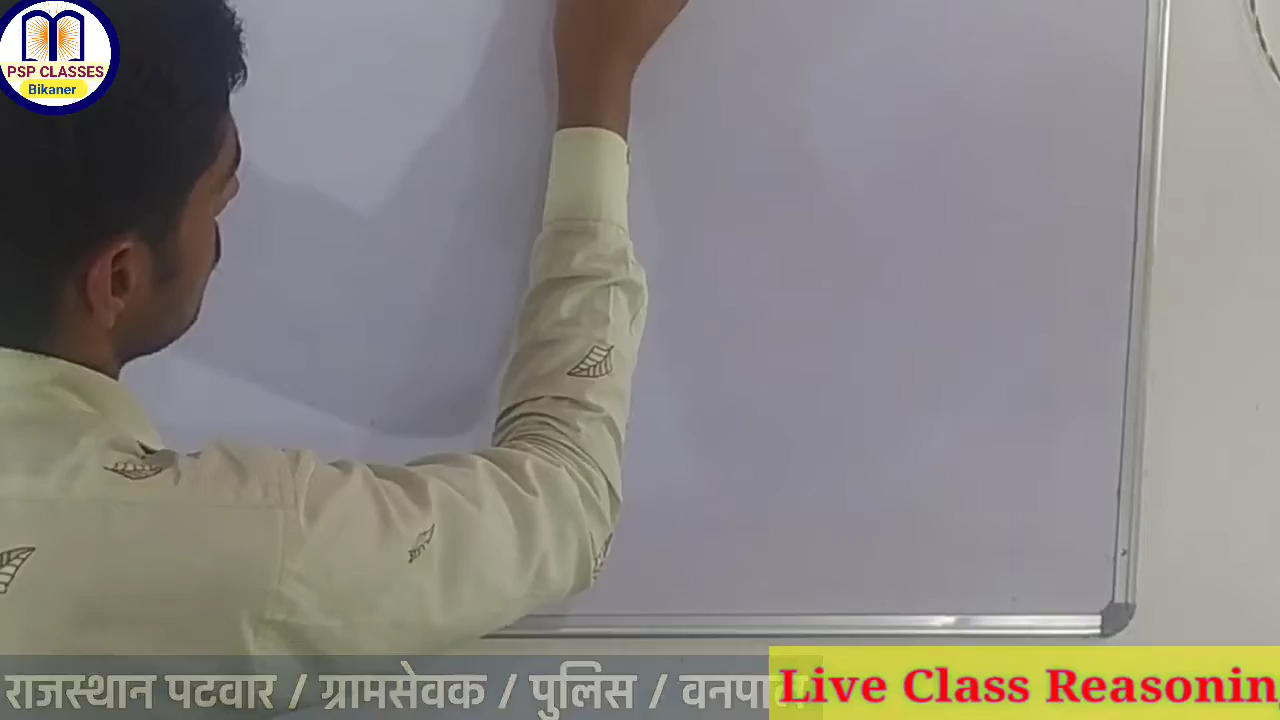 PSP CLASSES
Bikaner
राजस्थान पटवार / ग्रामसेवक / पुलिस / वनपाल
Live Class Reasonin